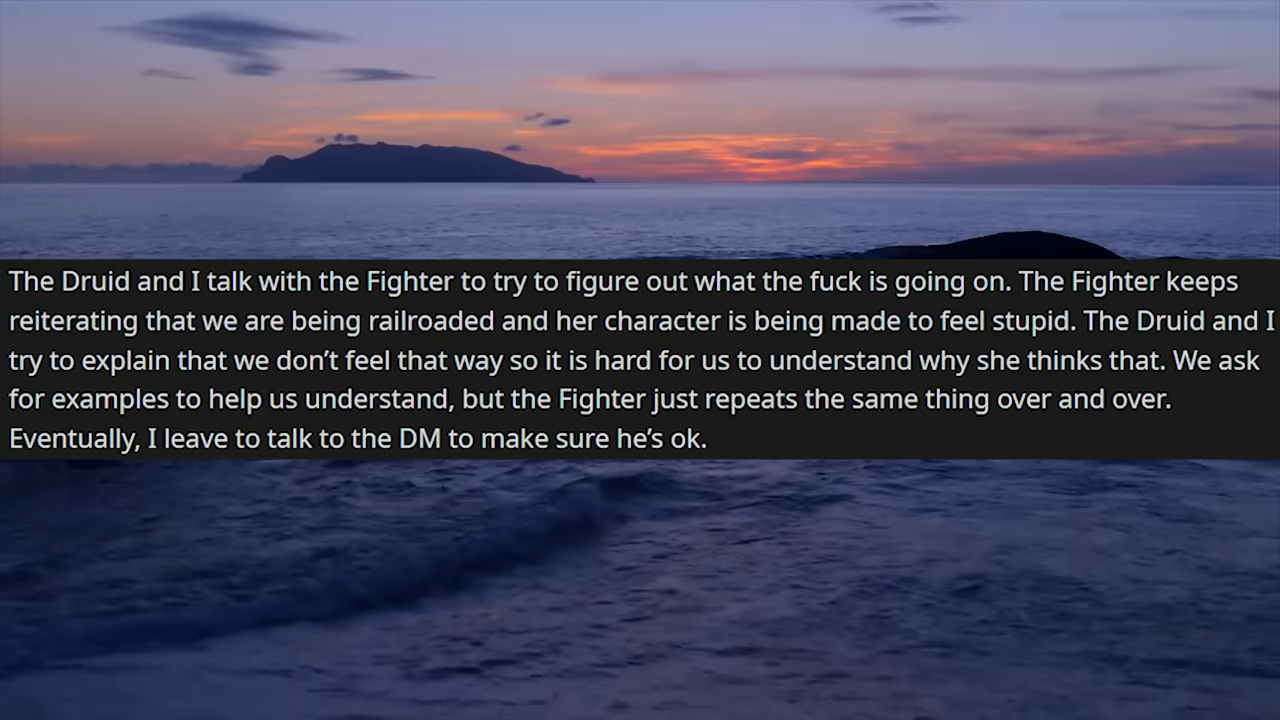 The Druid and I talk with the Fighter to try to figure out what the fuck is going on. The Fighter keeps
reiterating that we are being railroaded and her character is being made to feel stupid. The Druid and I
try to explain that we don’t feel that way so it is hard for us to understand why she thinks that. We ask
for examples to help us understand, but the Fighter just repeats the same thing over and over.
Eventually, I leave to talk to the DM to make sure he’s ok.